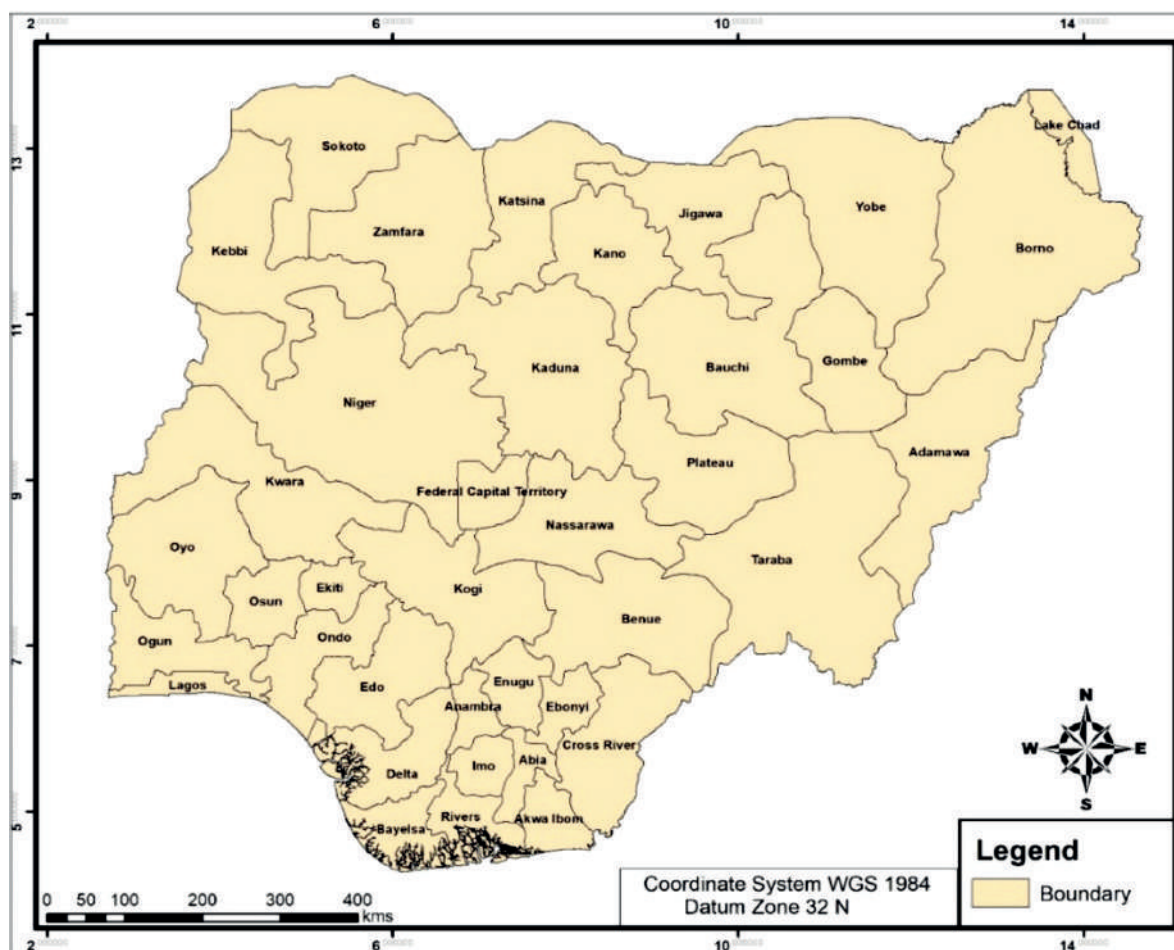 2 6 10 14
13
11
9
7
5
Lake Chad
Sokoto
Katsina
Jigawa
Yobe
Zamfara
Kebbi
Kano
Borno
Kaduna
Bauchi
Gombe
Niger
Adamawa
Plateau
Kwara
Federal Capital Territory
Nassarawa
Oyo
Taraba
Osun
Ekiti
Kogi
Benue
Ogun
Ondo
Lagos
Edo
Enugu
Anambra
Ebonyi
Cross River
Abia
Imo
Delta
Rivers
Akwa Ibom
Bayelsa
N
W E
S
Legend
Boundary
Coordinate System WGS 1984
Datum Zone 32 N
0 50 100 200 300 400
kms
2 6 10 14